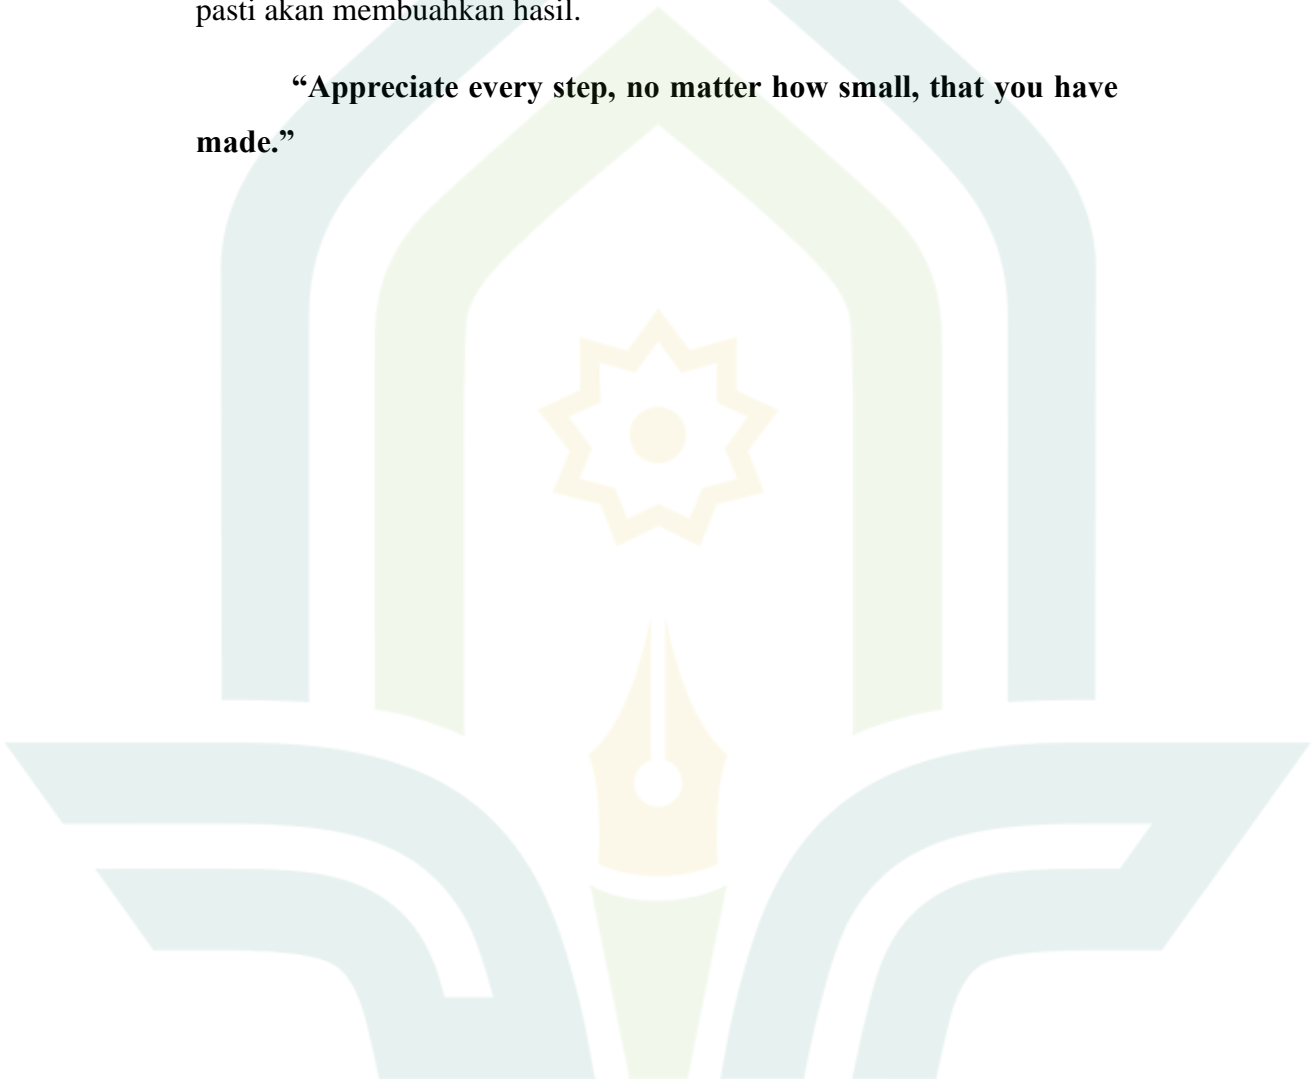 pasti akan membuahkan hasil.
“Appreciate every step, no matter how small, that you have
made.”